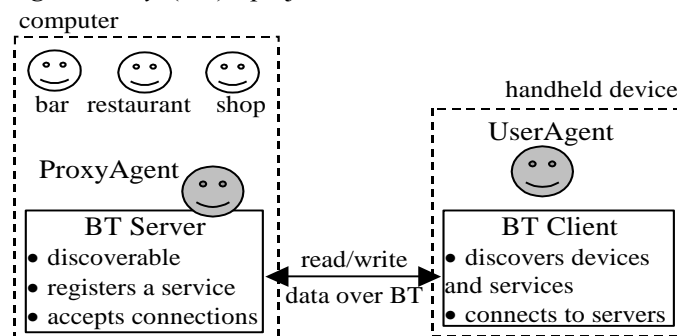 computer
bar restaurant shop
ProxyAgent
BT Server
• discoverable
• registers a service
• accepts connections
read/write
data over BT
handheld device
UserAgent
BT Client
• discovers devices
and services
• connects to servers